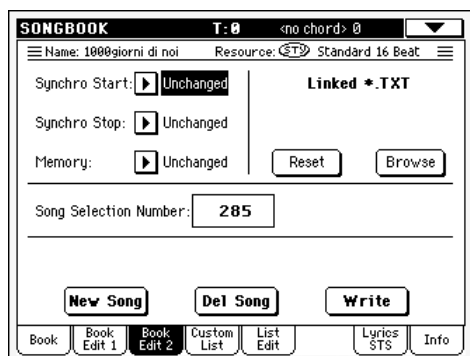 SONGBOOK T:0 <no chord> 0
Name: 1000giorni di noi Resource: STY Standard 16 Beat
Synchro Start: Unchanged Linked *.TXT
Synchro Stop: Unchanged
Memory: Unchanged Reset Browse
Song Selection Number: 285
New Song Del Song Write
Book Book Edit 1 Book Edit 2 Custom List List Edit Lyrics STS Info